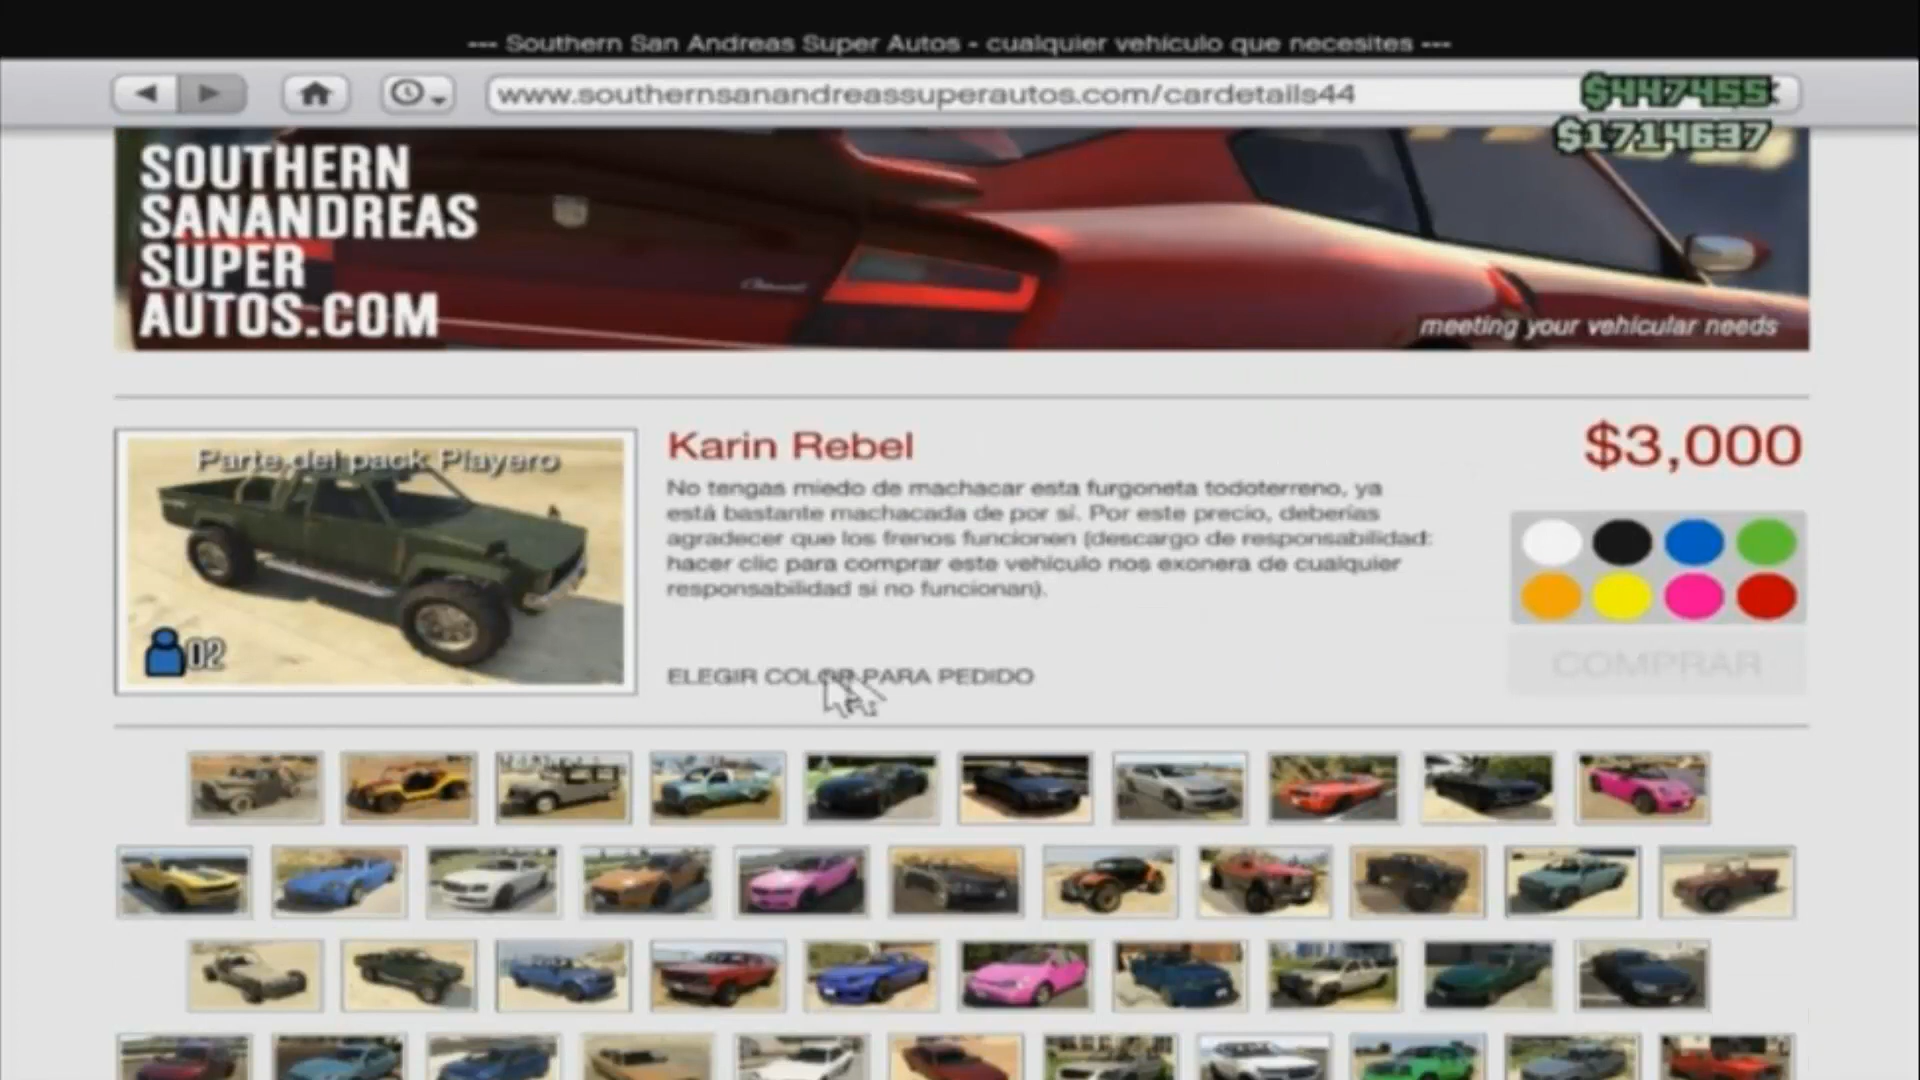 --- Southern San Andreas Super Autos - cualquier vehículo que necesites ---
www.southernsanandreassuperautos.com/cardetails44
$447455
$1714637
SOUTHERN
SANANDREAS
SUPER
AUTOS.COM
meeting your vehicular needs
Parte del pack Playero
02
Karin Rebel
$3,000
No tengas miedo de machacar esta furgoneta todoterreno, ya
está bastante machacada de por sí. Por este precio, deberías
agradecer que los frenos funcionen (descargo de responsabilidad:
hacer clic para comprar este vehículo nos exonera de cualquier
responsabilidad si no funcionan).
ELEGIR COLOR PARA PEDIDO
COMPRAR